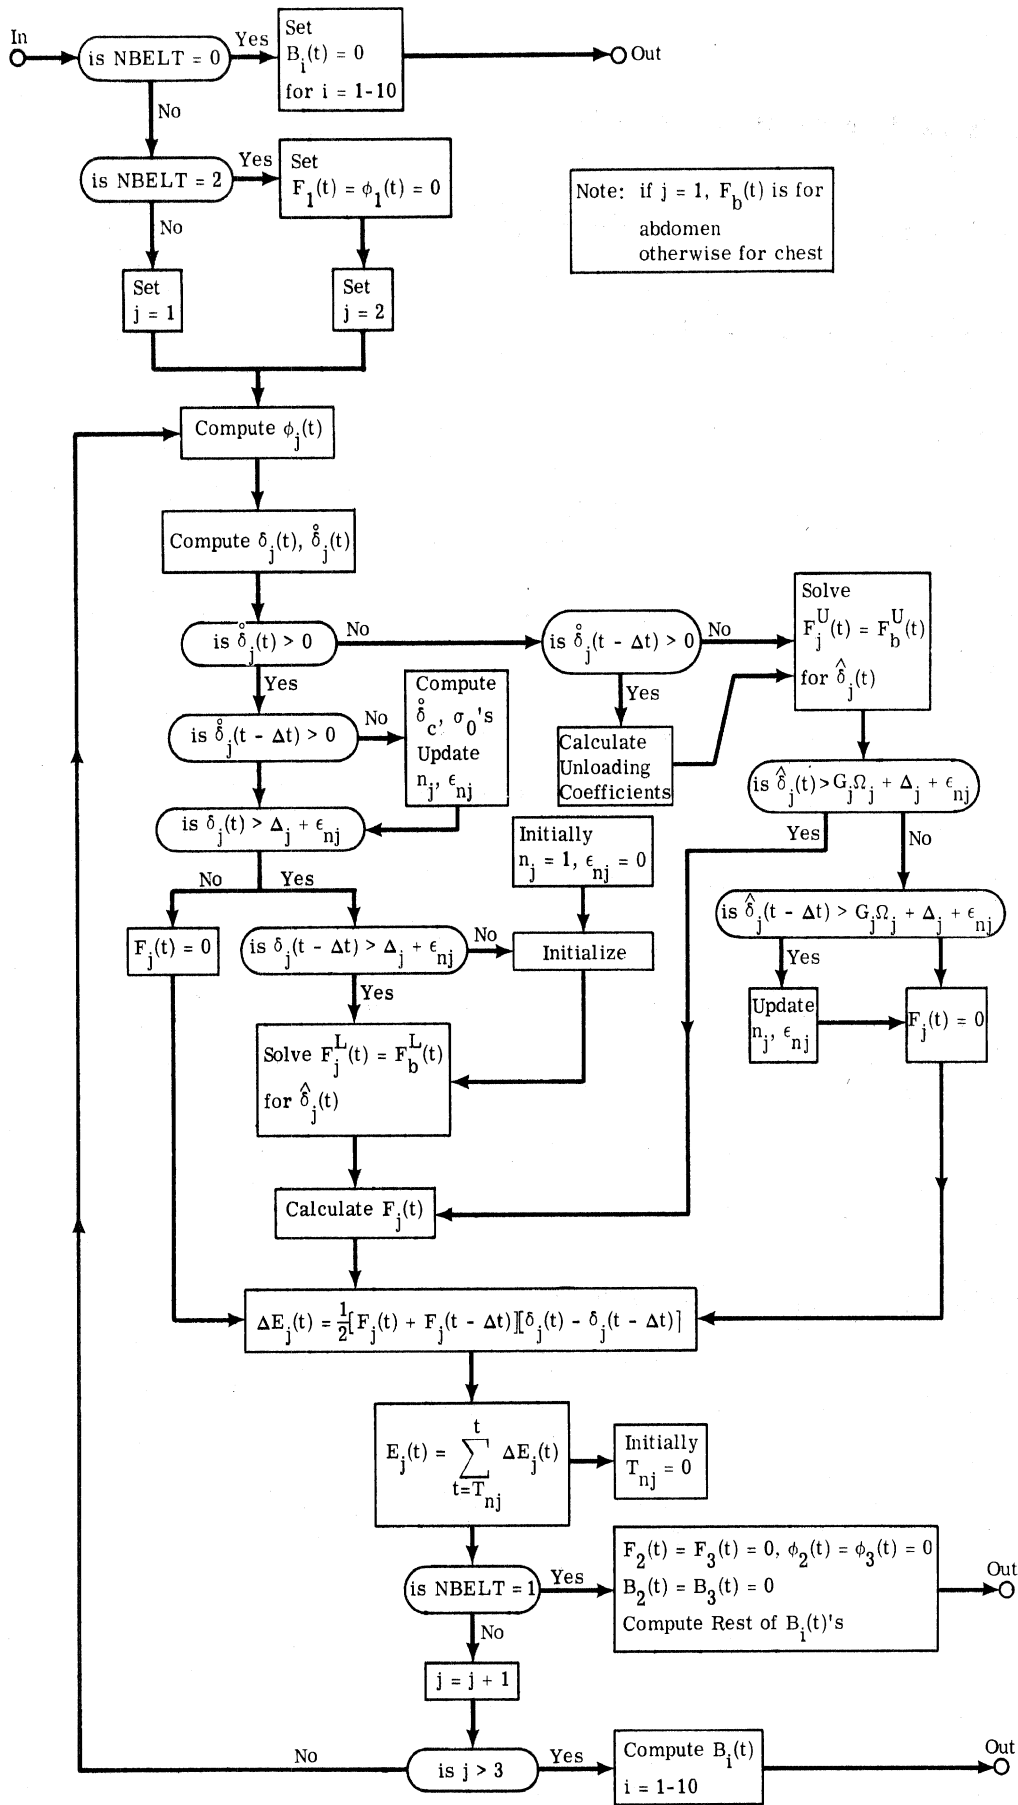 In
is NBELT = 0
Yes
Set
B_i(t) = 0
for i = 1-10
Out
No
is NBELT = 2
Yes
Set
F_1(t) = ϕ_1(t) = 0
Note: if j = 1, F_b(t) is for
abdomen
otherwise for chest
No
Set
j = 1
Set
j = 2
Compute ϕ_j(t)
Compute δ_j(t), δ̊_j(t)
is δ̊_j(t) > 0
No
is δ̊_j(t - Δt) > 0
No
Solve
F_j^U(t) = F_b^U(t)
for δ̂_j(t)
Yes
Yes
Compute
δ̊_c, σ_0's
Update
n_j, ϵ_nj
is δ̊_j(t - Δt) > 0
No
Calculate
Unloading
Coefficients
is δ̂_j(t) > G_jΩ_j + Δ_j + ϵ_nj
is δ_j(t) > Δ_j + ϵ_nj
Yes
No
Initially
n_j = 1, ϵ_nj = 0
No
Yes
is δ̂_j(t - Δt) > G_jΩ_j + Δ_j + ϵ_nj
F_j(t) = 0
is δ_j(t - Δt) > Δ_j + ϵ_nj
No
Initialize
Yes
Yes
Update
n_j, ϵ_nj
F_j(t) = 0
Solve F_j^L(t) = F_b^L(t)
for δ̂_j(t)
Calculate F_j(t)
ΔE_j(t) = 1/2[F_j(t) + F_j(t - Δt)][δ_j(t) - δ_j(t - Δt)]
E_j(t) = ∑_{t=T_nj}^{t} ΔE_j(t)
Initially
T_nj = 0
is NBELT = 1
Yes
F_2(t) = F_3(t) = 0, ϕ_2(t) = ϕ_3(t) = 0
B_2(t) = B_3(t) = 0
Compute Rest of B_i(t)'s
Out
No
j = j + 1
No
is j > 3
Yes
Compute B_i(t)
i = 1-10
Out